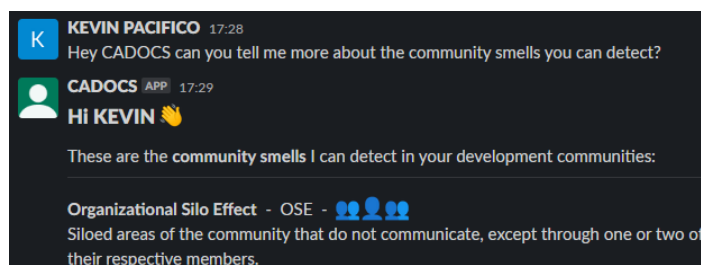 K
KEVIN PACIFICO 17:28
Hey CADOCS can you tell me more about the community smells you can detect?
CADOCS APP 17:29
Hi KEVIN 👋
These are the community smells I can detect in your development communities:
Organizational Silo Effect - OSE - 👥👤👥
Siloed areas of the community that do not communicate, except through one or two of
their respective members.